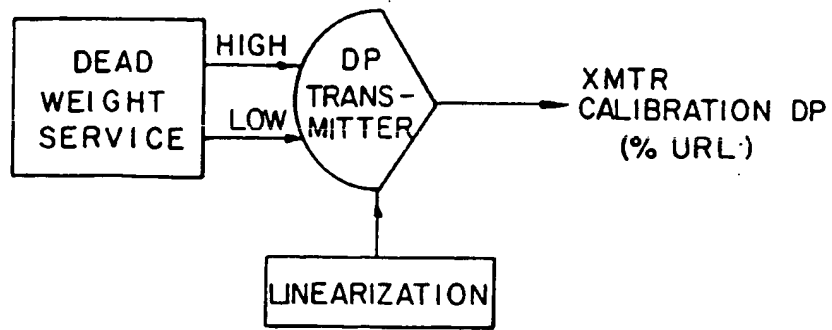 DEAD
WEIGHT
SERVICE
HIGH
LOW
DP
TRANS-
MITTER
XMTR
CALIBRATION DP
(% URL)
LINEARIZATION